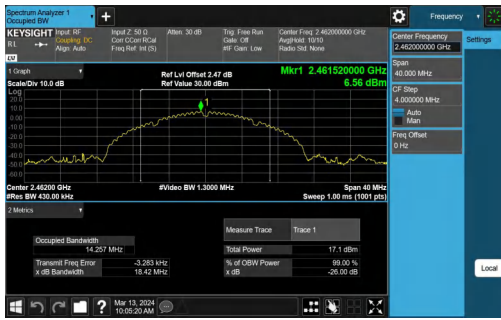 Spectrum Analyzer 1
Occupied BW
+
Frequency
KEYSIGHT
RL
Input: RF
Coupling: DC
Align: Auto
Input Z: 50 Ω
Corr CCorr RCal
Freq Ref: Int (S)
Atten: 30 dB
Trig: Free Run
Gate: Off
#IF Gain: Low
Center Freq: 2.462000000 GHz
Avg|Hold: 10/10
Radio Std: None
LXI
1 Graph
Scale/Div 10.0 dB
Ref Lvl Offset 2.47 dB
Ref Value 30.00 dBm
Mkr1 2.461520000 GHz
6.56 dBm
Log
20.0
10.0
0.00
-10.0
-20.0
-30.0
-40.0
-50.0
-60.0
1
Center 2.46200 GHz
#Res BW 430.00 kHz
#Video BW 1.3000 MHz
Span 40 MHz
Sweep 1.00 ms (1001 pts)
2 Metrics
Measure Trace
Trace 1
Occupied Bandwidth
14.257 MHz
Total Power
17.1 dBm
Transmit Freq Error
-3.283 kHz
% of OBW Power
99.00 %
x dB Bandwidth
18.42 MHz
x dB
-26.00 dB
Center Frequency
2.462000000 GHz
Settings
Span
40.000 MHz
CF Step
4.000000 MHz
Auto
Man
Freq Offset
0 Hz
Local
?
Mar 13, 2024
10:05:20 AM